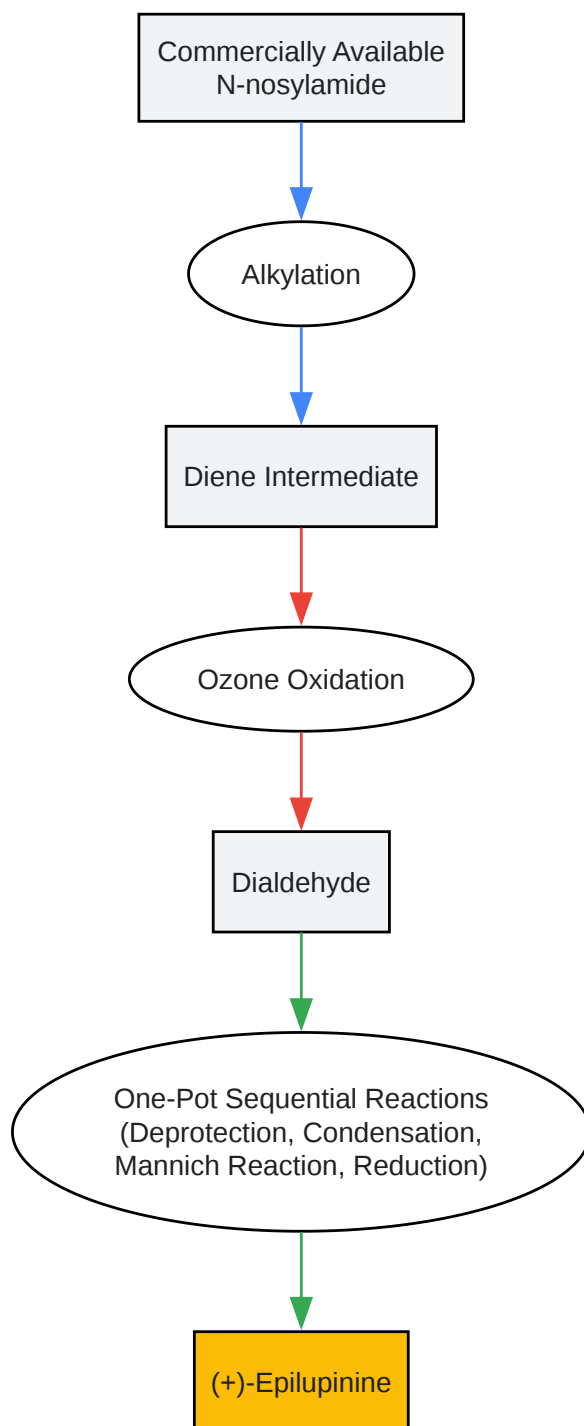 Commercially Available
N-nosylamide
Alkylation
Diene Intermediate
Ozone Oxidation
Dialdehyde
One-Pot Sequential Reactions
(Deprotection, Condensation,
Mannich Reaction, Reduction)
(+)-Epilupinine